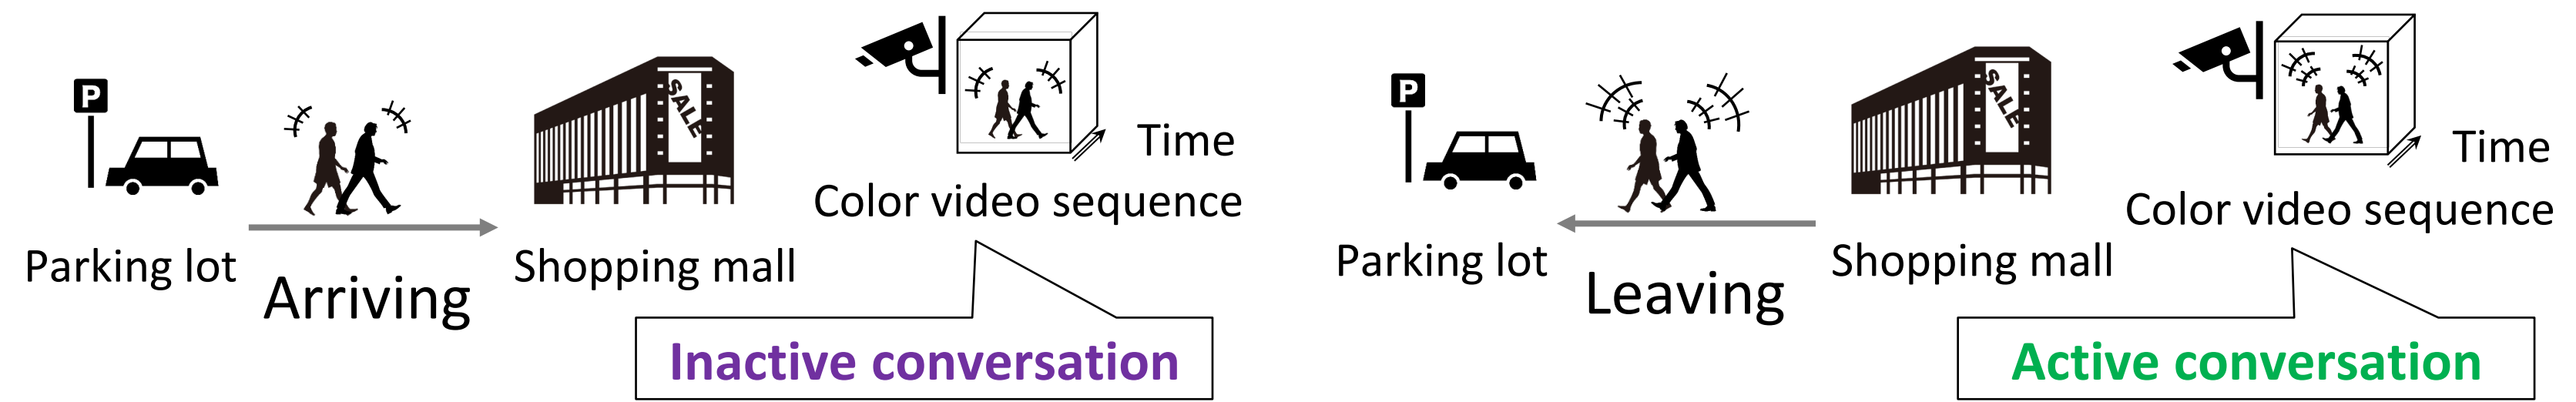 P
SALE
Time
Color video sequence
Parking lot
Arriving
Shopping mall
Inactive conversation
P
SALE
Time
Color video sequence
Parking lot
Leaving
Shopping mall
Active conversation